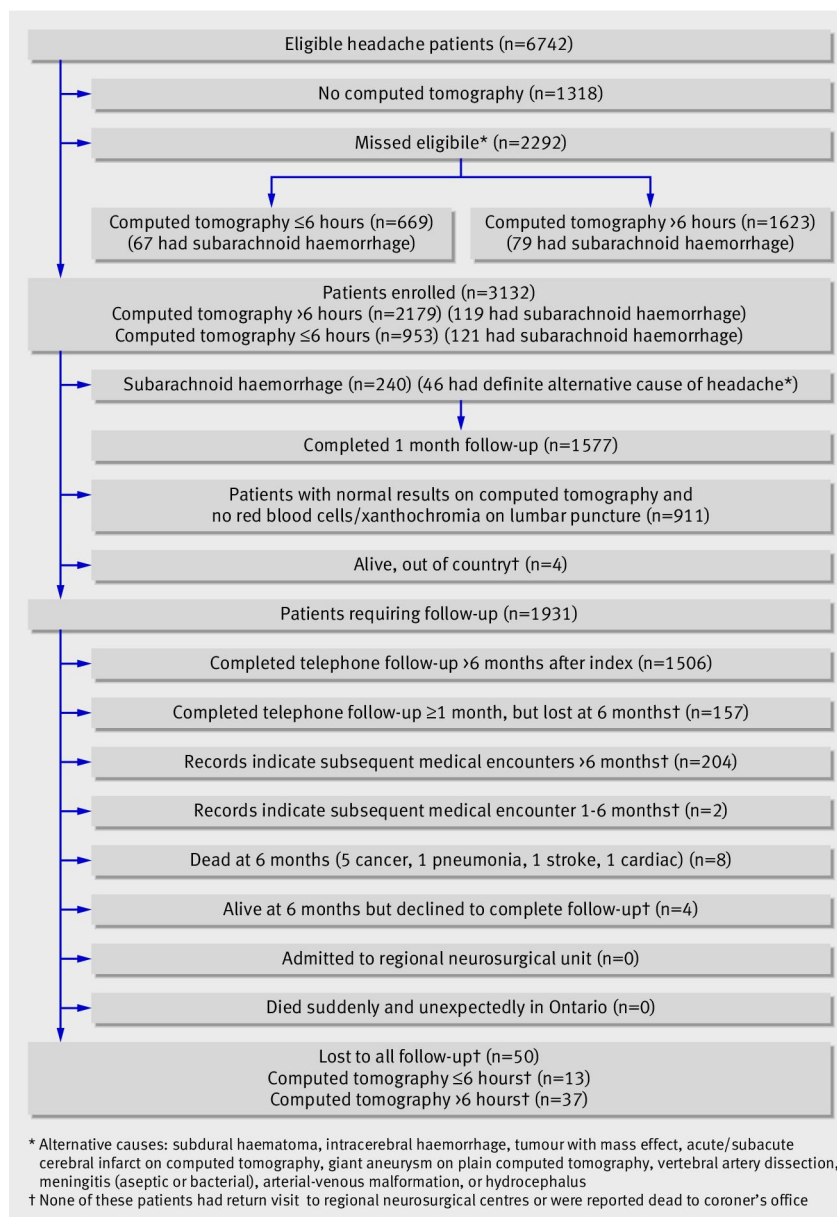 Eligible headache patients (n=6742)
No computed tomography (n=1318)
Missed eligibile* (n=2292)
Computed tomography ≤6 hours (n=669)
(67 had subarachnoid haemorrhage)
Computed tomography >6 hours (n=1623)
(79 had subarachnoid haemorrhage)
Patients enrolled (n=3132)
Computed tomography >6 hours (n=2179) (119 had subarachnoid haemorrhage)
Computed tomography ≤6 hours (n=953) (121 had subarachnoid haemorrhage)
Subarachnoid haemorrhage (n=240) (46 had definite alternative cause of headache*)
Completed 1 month follow-up (n=1577)
Patients with normal results on computed tomography and
no red blood cells/xanthochromia on lumbar puncture (n=911)
Alive, out of country† (n=4)
Patients requiring follow-up (n=1931)
Completed telephone follow-up >6 months after index (n=1506)
Completed telephone follow-up ≥1 month, but lost at 6 months† (n=157)
Records indicate subsequent medical encounters >6 months† (n=204)
Records indicate subsequent medical encounter 1-6 months† (n=2)
Dead at 6 months (5 cancer, 1 pneumonia, 1 stroke, 1 cardiac) (n=8)
Alive at 6 months but declined to complete follow-up† (n=4)
Admitted to regional neurosurgical unit (n=0)
Died suddenly and unexpectedly in Ontario (n=0)
Lost to all follow-up† (n=50)
Computed tomography ≤6 hours† (n=13)
Computed tomography >6 hours† (n=37)
* Alternative causes: subdural haematoma, intracerebral haemorrhage, tumour with mass effect, acute/subacute
cerebral infarct on computed tomography, giant aneurysm on plain computed tomography, vertebral artery dissection,
meningitis (aseptic or bacterial), arterial-venous malformation, or hydrocephalus
† None of these patients had return visit to regional neurosurgical centres or were reported dead to coroner's office